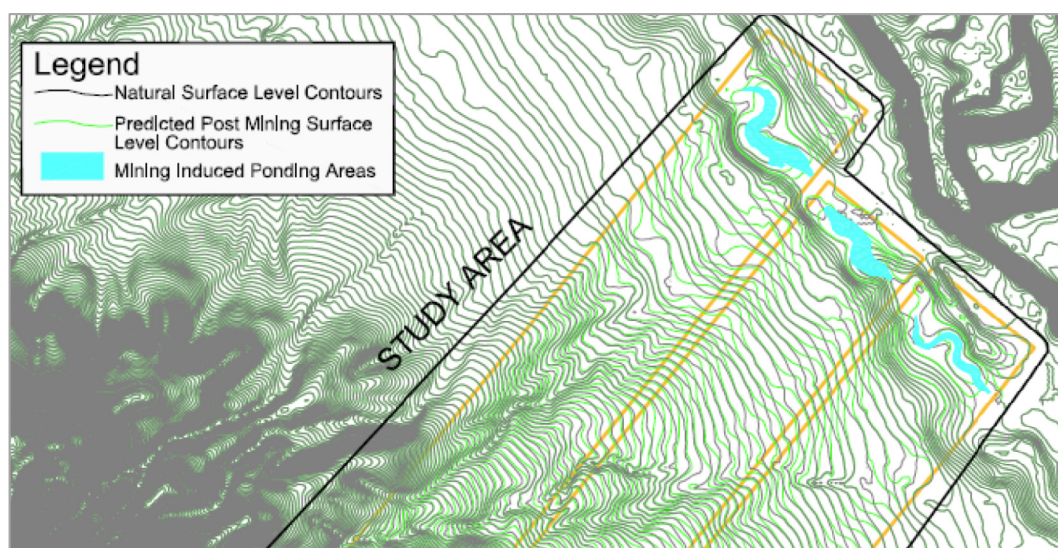 Legend
Natural Surface Level Contours
Predicted Post Mining Surface
Level Contours
Mining Induced Ponding Areas
STUDY AREA